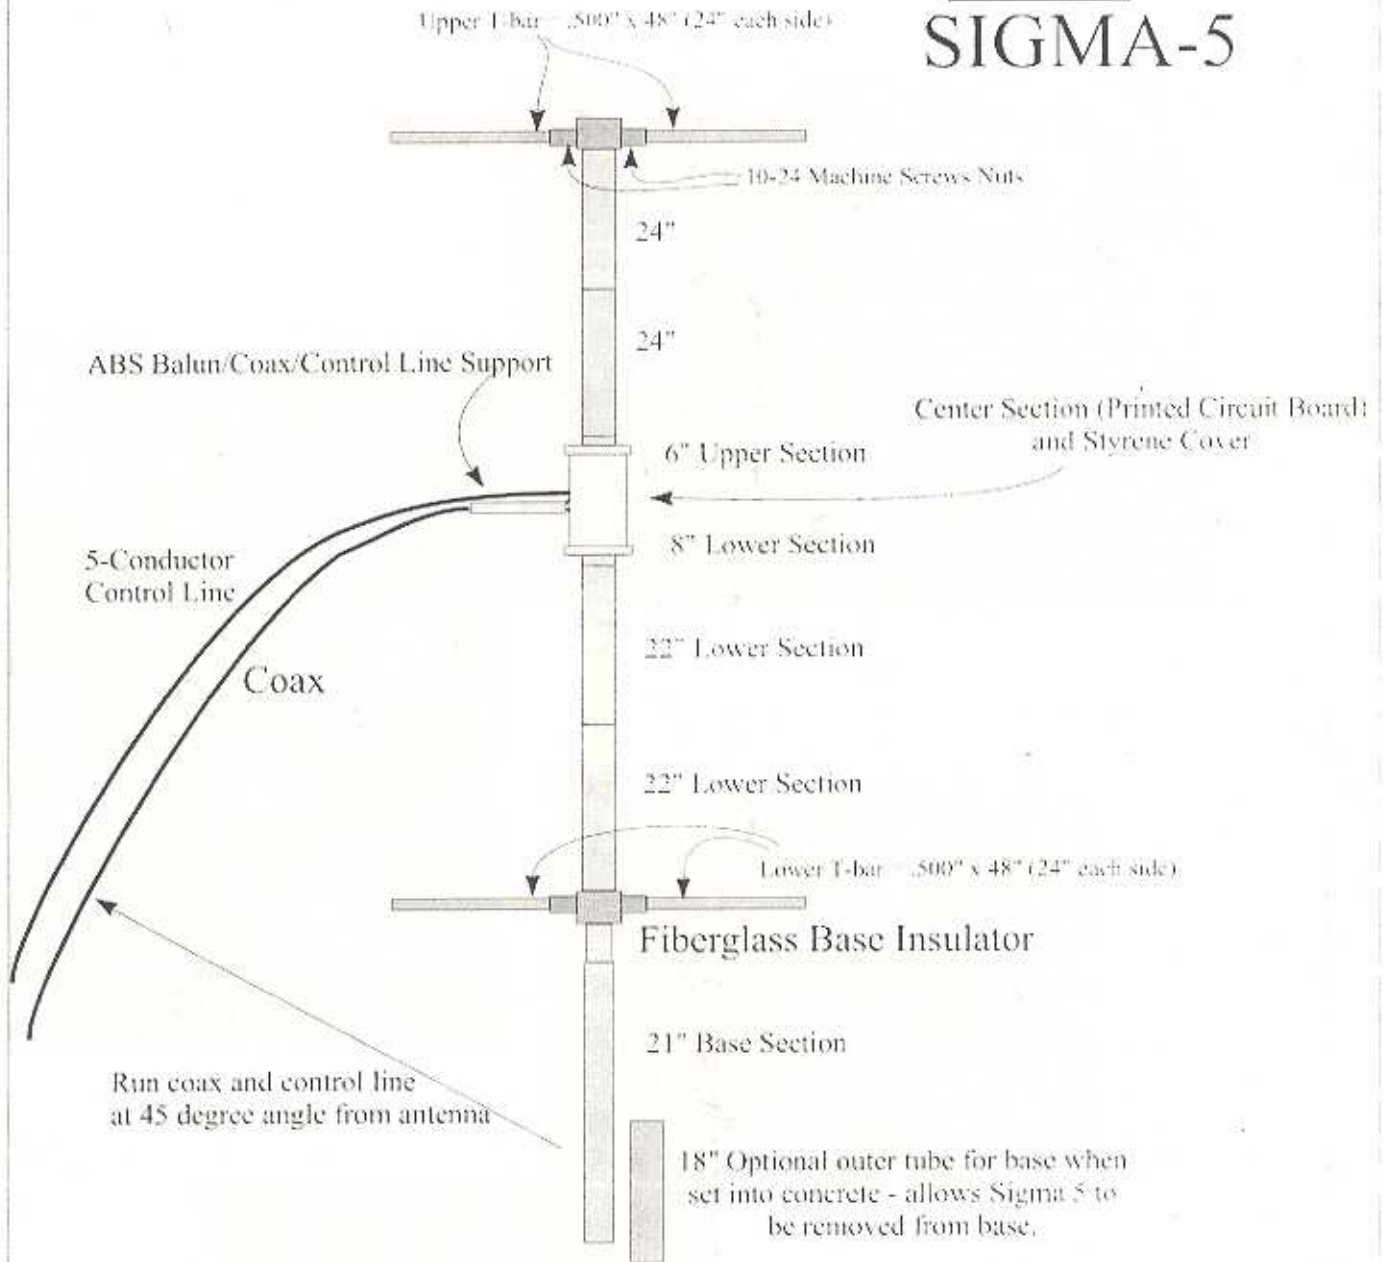 Upper T-bar - .500" x 48" (24" each side)
SIGMA-5
10-24 Machine Screws Nuts
24"
24"
ABS Balun/Coax/Control Line Support
Center Section (Printed Circuit Board)
and Styrene Cover
6" Upper Section
8" Lower Section
5-Conductor
Control Line
22" Lower Section
Coax
22" Lower Section
Lower T-bar - .500" x 48" (24" each side)
Fiberglass Base Insulator
21" Base Section
Run coax and control line
at 45 degree angle from antenna
18" Optional outer tube for base when
set into concrete - allows Sigma 5 to
be removed from base.